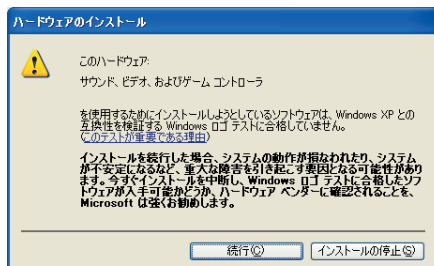 ハードウェアのインストール
このハードウェア:
サウンド、ビデオ、およびゲーム コントローラ
を使用するためにインストールしようとしているソフトウェアは、Windows XP との
互換性を検証する Windows ロゴ テストに合格していません。
(このテストが重要である理由)
インストールを続行した場合、システムの動作が損なわれたり、システム
が不安定になるなど、重大な障害を引き起こす要因となる可能性があり
ます。今すぐインストールを中断し、Windows ロゴ テストに合格したソフ
トウェアが入手可能かどうか、ハードウェア ベンダーに確認されることを、
Microsoft は強くお勧めします。
続行(C)
インストールの停止(S)